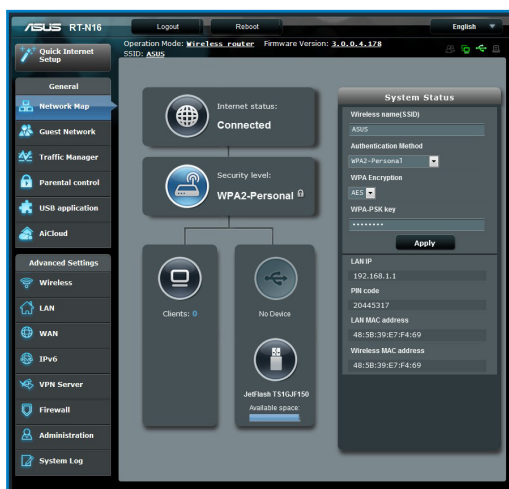 ASUS RT-N16
Logout
Reboot
English
Quick Internet
Setup
Operation Mode: Wireless router Firmware Version: 3.0.0.4.178
SSID: ASUS
General
Network Map
Guest Network
Traffic Manager
Parental control
USB application
AiCloud
Advanced Settings
Wireless
LAN
WAN
IPv6
VPN Server
Firewall
Administration
System Log
Internet status:
Connected
Security level:
WPA2-Personal
Clients: 0
No Device
JetFlash TS1GJF150
Available space:
System Status
Wireless name(SSID)
ASUS
Authentication Method
WPA2-Personal
WPA Encryption
AES
WPA-PSK key
••••••••
Apply
LAN IP
192.168.1.1
PIN code
20445317
LAN MAC address
48:5B:39:E7:F4:69
Wireless MAC address
48:5B:39:E7:F4:69